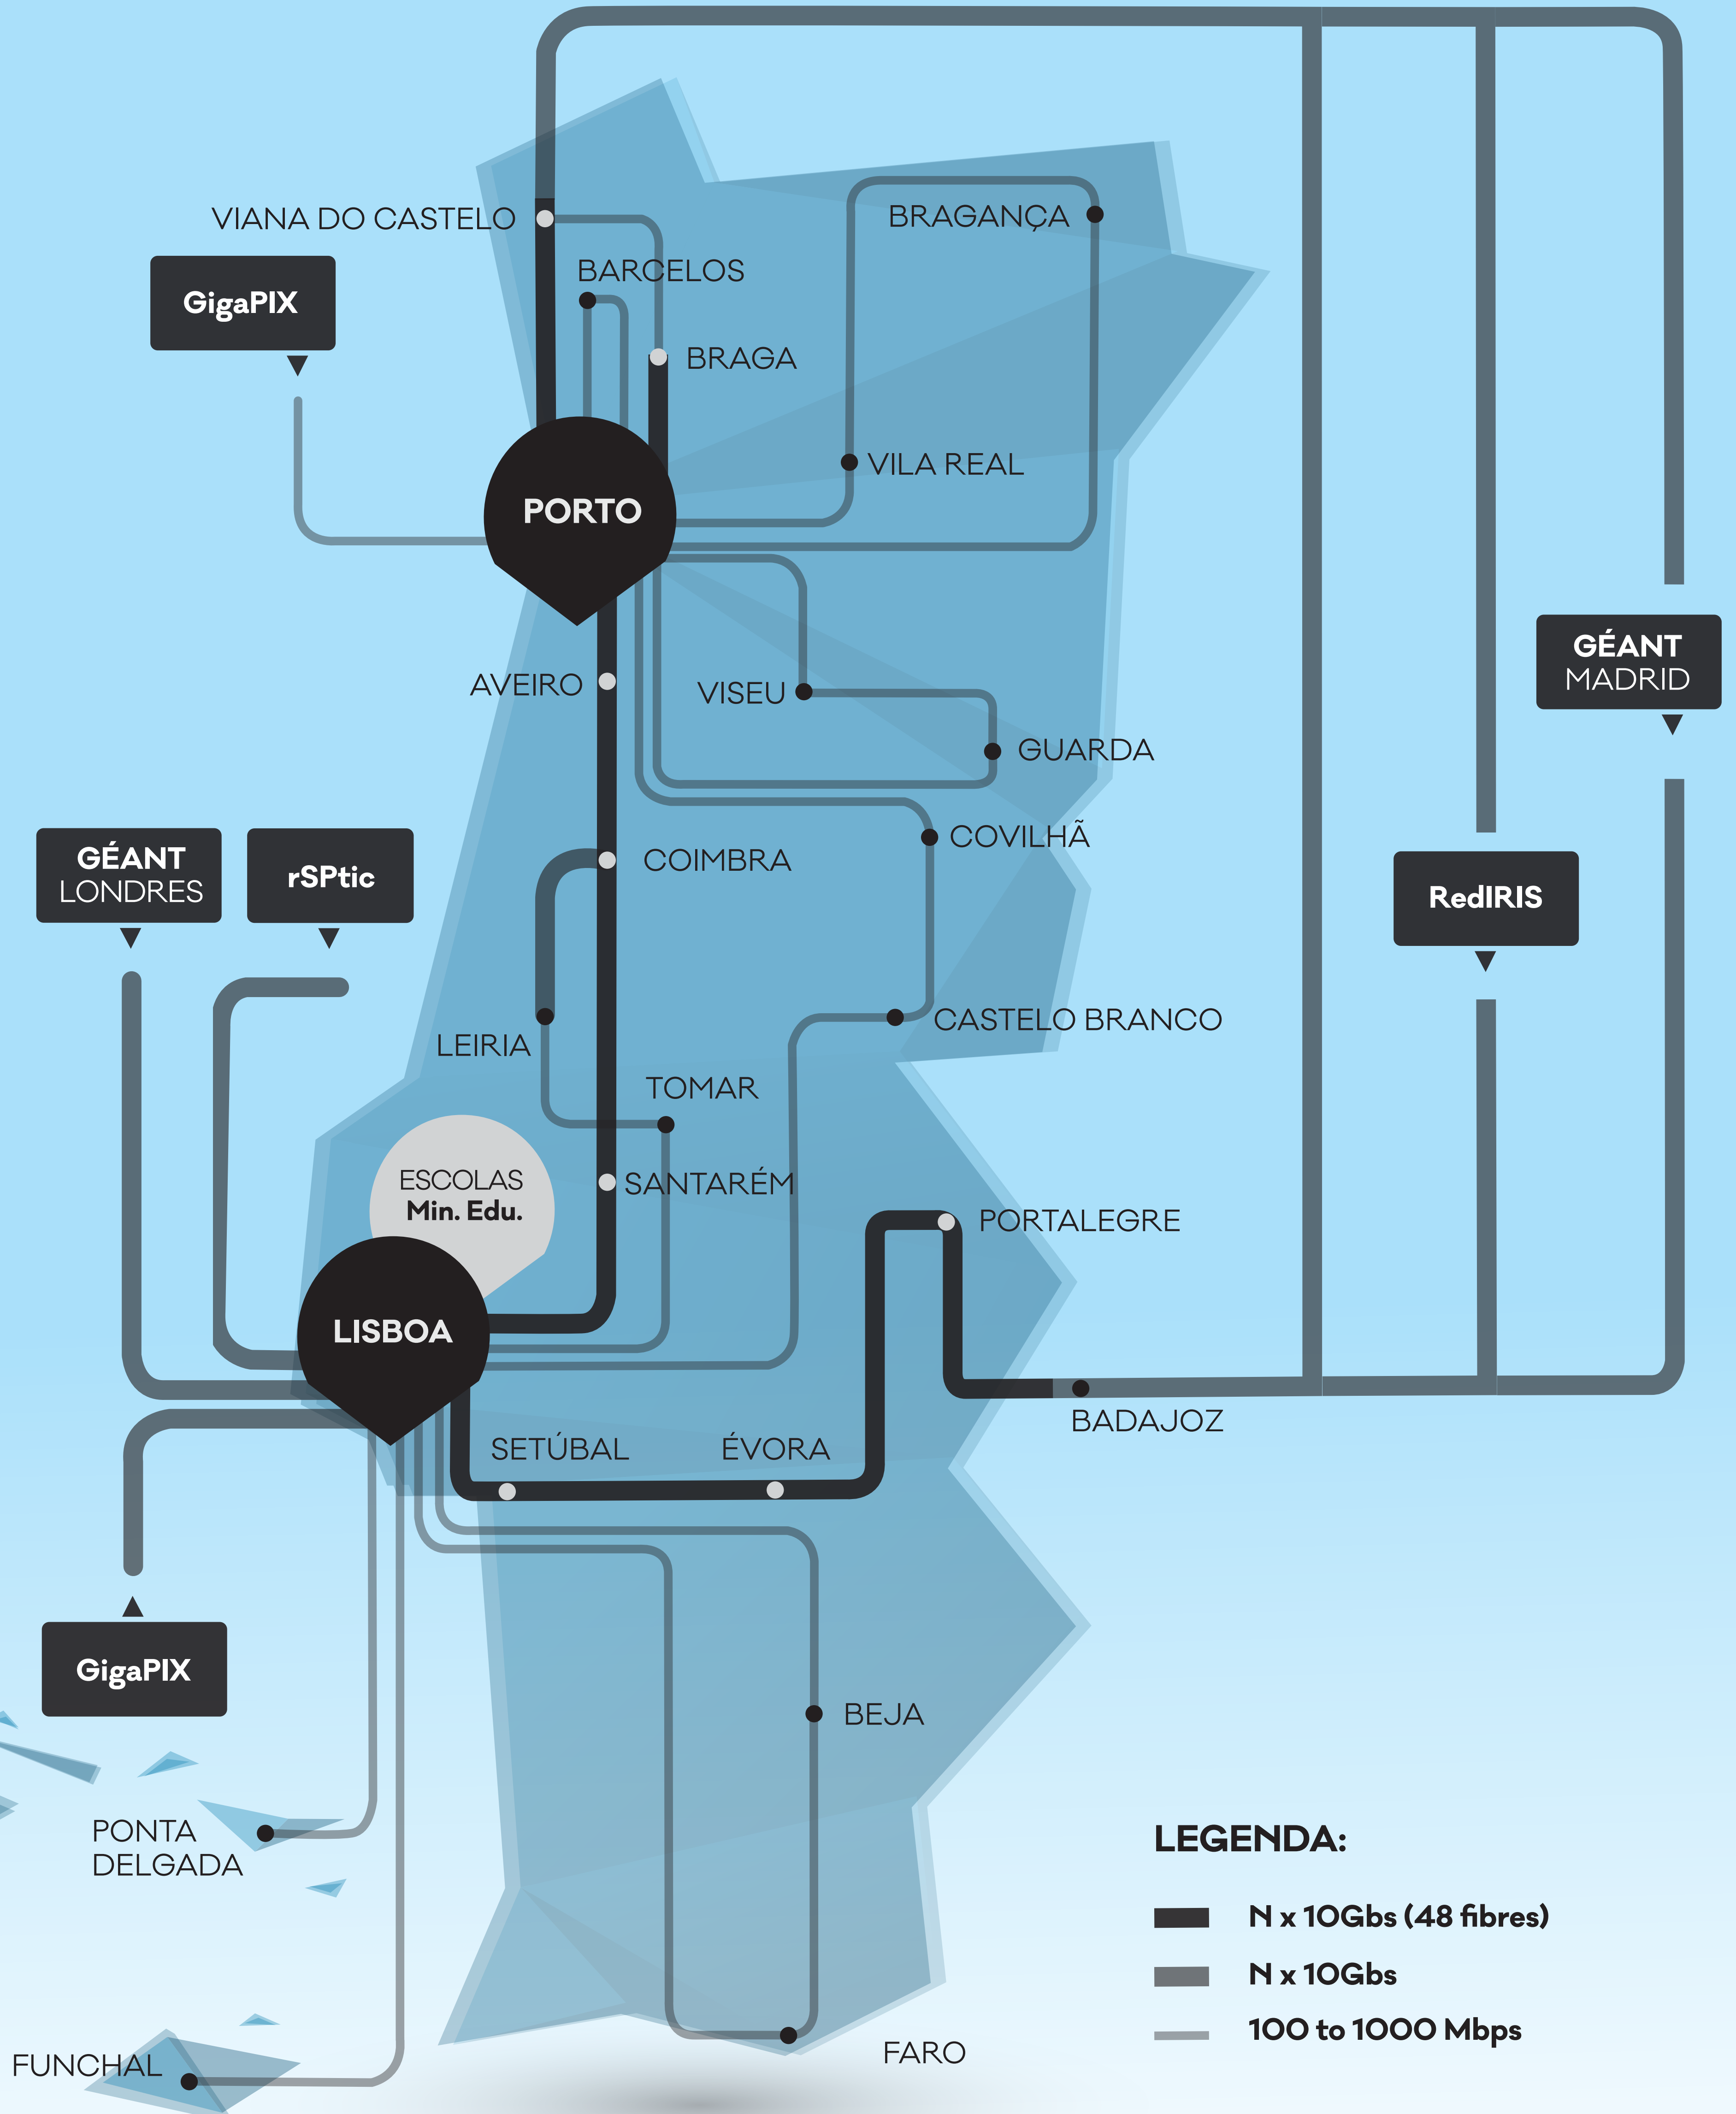 VIANA DO CASTELO
BRAGANÇA
BARCELOS
GigaPIX
BRAGA
VILA REAL
PORTO
GÉANT
MADRID
AVEIRO
VISEU
GUARDA
COVILHÃ
GÉANT
LONDRES
rSPtic
COIMBRA
RedIRIS
CASTELO BRANCO
LEIRIA
TOMAR
ESCOLAS
Min. Edu.
SANTARÉM
PORTALEGRE
LISBOA
BADAJOZ
SETÚBAL
ÉVORA
GigaPIX
BEJA
PONTA
DELGADA
FUNCHAL
FARO
LEGENDA:
N x 10Gbs (48 fibres)
N x 10Gbs
100 to 1000 Mbps